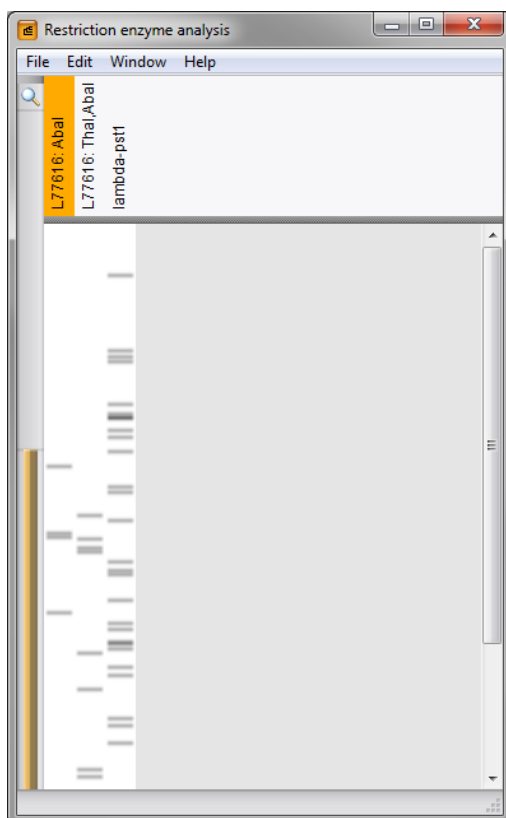 Restriction enzyme analysis
File Edit Window Help
L77616: AbaI
L77616: ThaI,AbaI
lambda-pst1